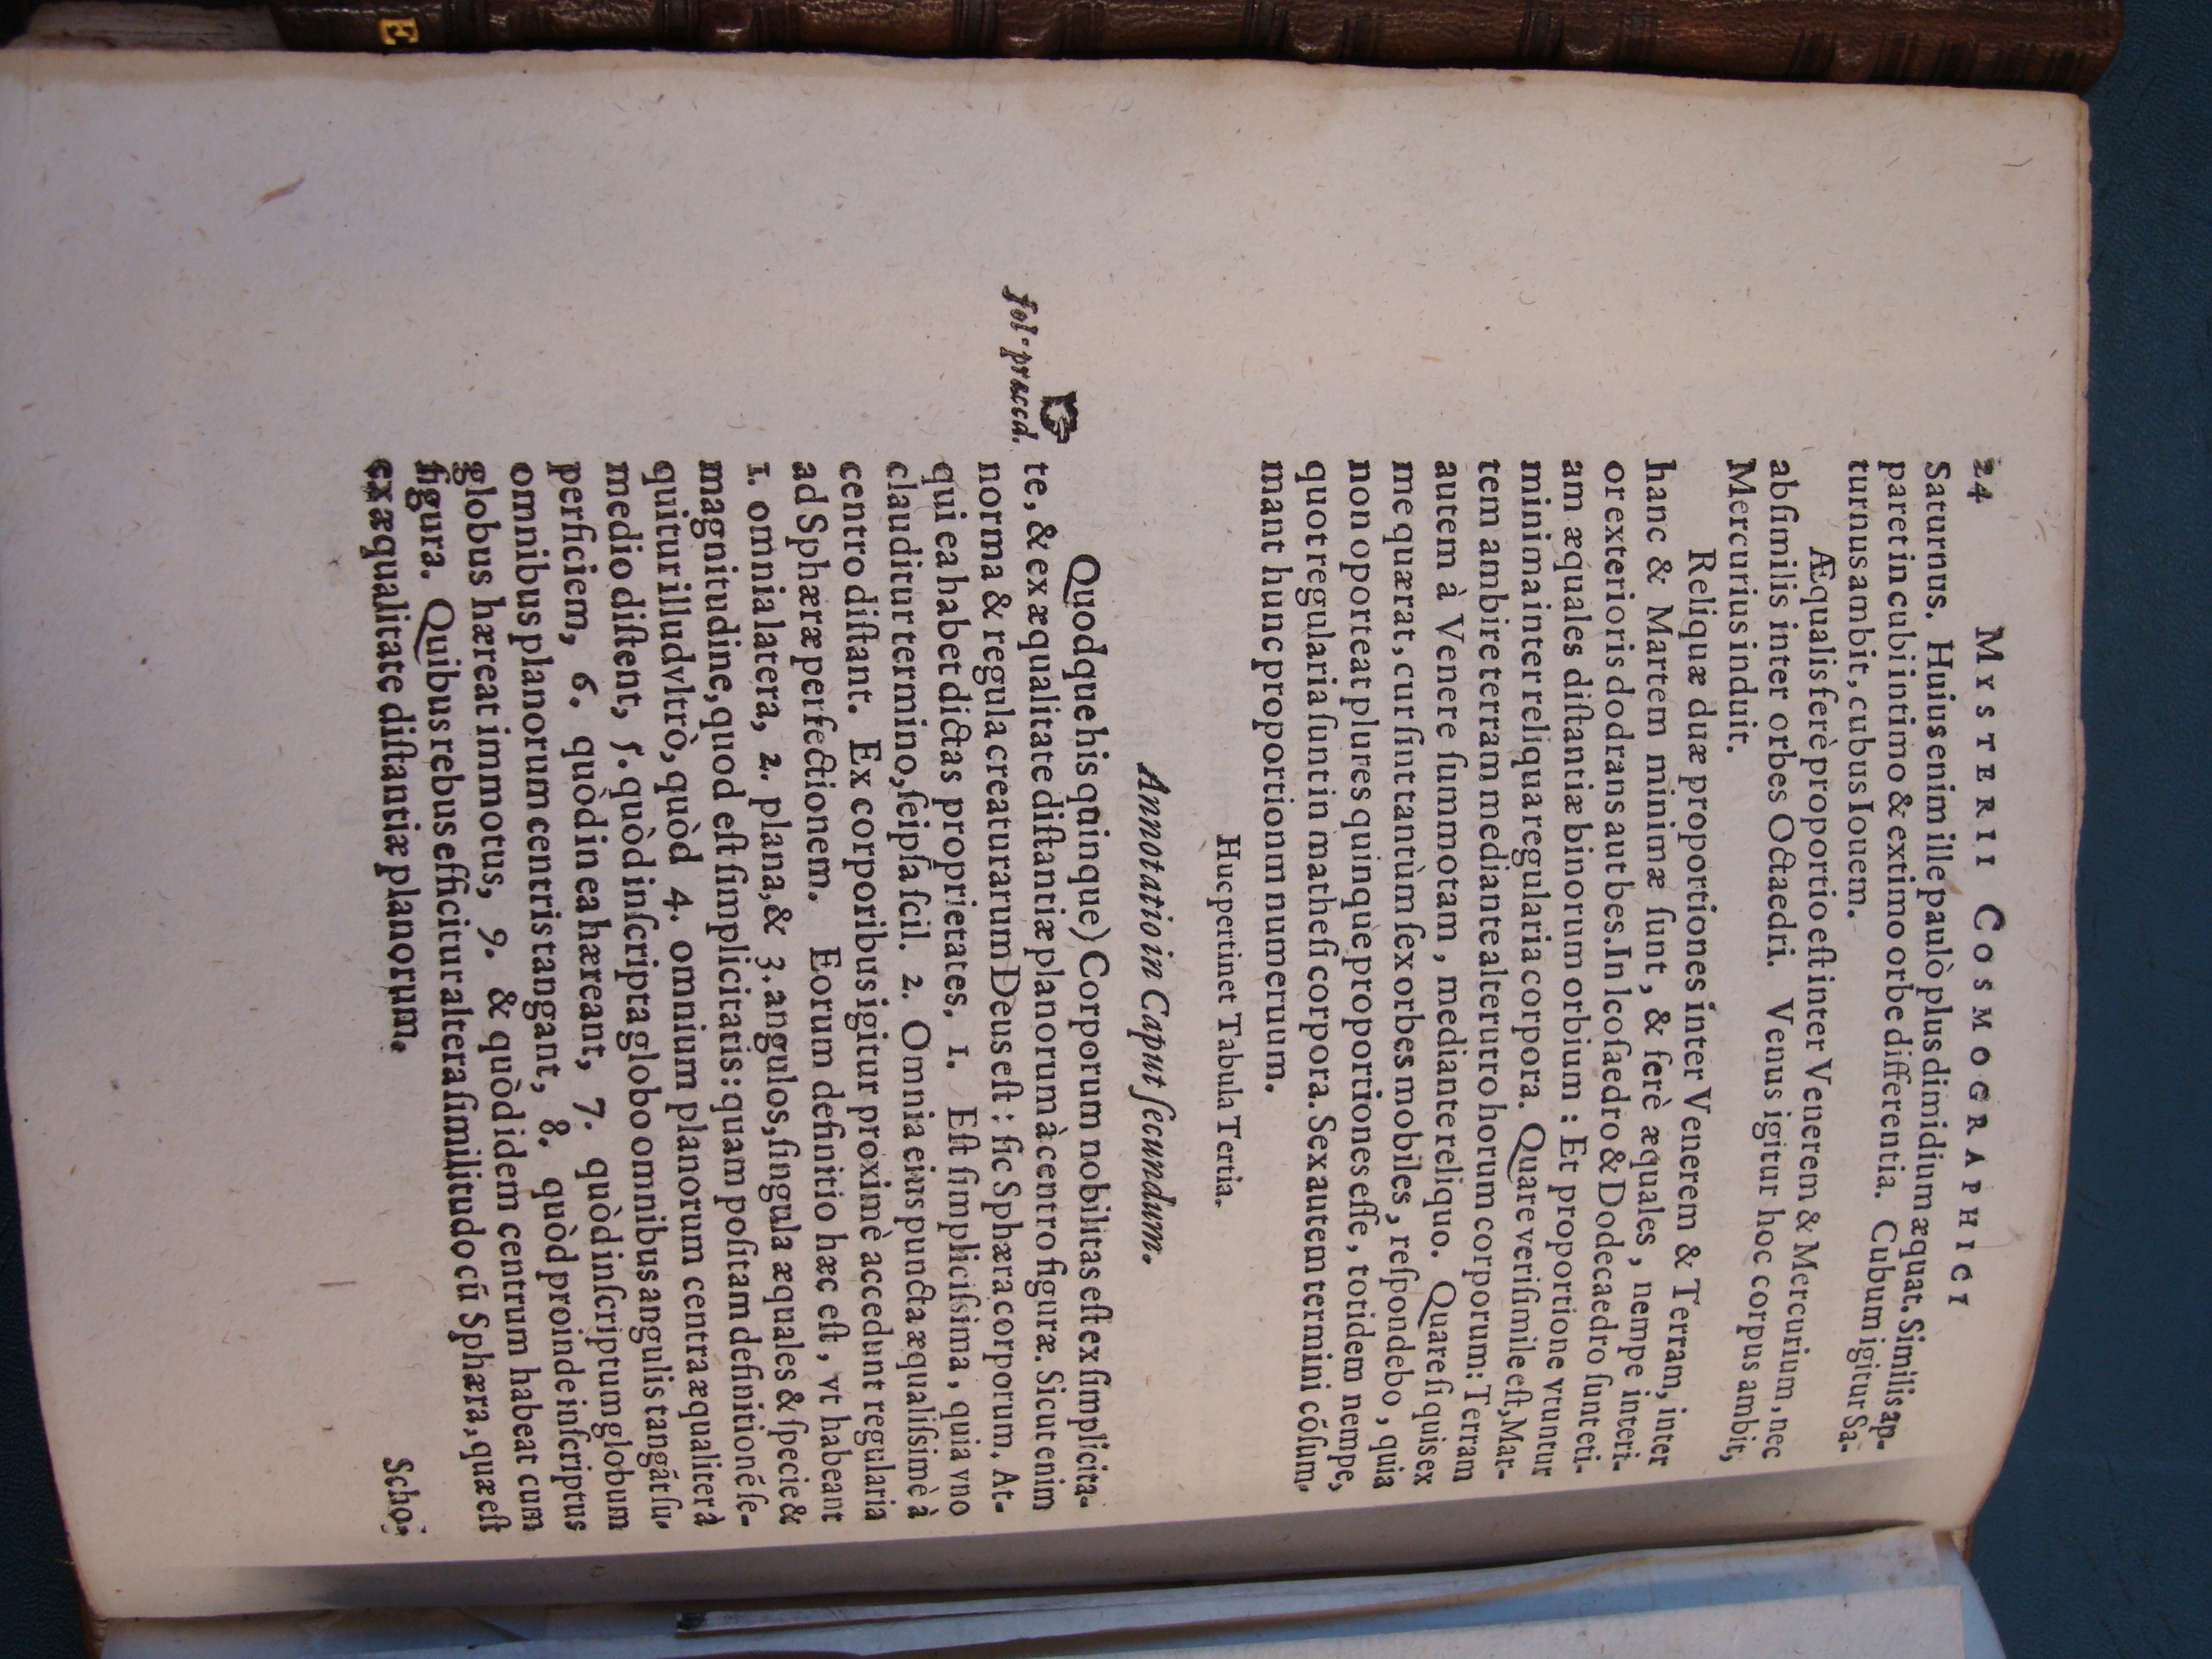 24 MYSTERII COSMOGRAPHICI
Saturnus. Huius enim ille paulò plus dimidium æquat. Similis ap-
paret in cubi intimo & extimo orbe differentia. Cubum igitur Sa-
turnus ambit, cubus Iouem.
Æqualis ferè proportio eſt inter Venerem & Mercurium, nec
abſimilis inter orbes Octaedri. Venus igitur hoc corpus ambit,
Mercurius induit.
Reliquæ duæ proportiones inter Venerem & Terram, inter
hanc & Martem minimæ ſunt, & ferè æquales, nempe interi-
or exterioris dodrans aut bes. In Icoſaedro & Dodecaedro ſunt eti-
am æquales diſtantiæ binorum orbium: Et proportione vtuntur
minima inter reliqua regularia corpora. Quare veriſimile eſt, Mar-
tem ambire terram mediante alterutro horum corporum: Terram
autem à Venere ſummotam, mediante reliquo. Quare ſi quis ex
me quærat, cur ſint tantùm ſex orbes mobiles, reſpondebo, quia
non oporteat plures quinque proportiones eſſe, totidem nempe,
quot regularia ſunt in matheſi corpora. Sex autem termini cõſum-
mant hunc proportionm numeruum.
Huc pertinet Tabula Tertia.
Annotatio in Caput ſecundum.
Quodque his quinque) Corporum nobilitas eſt ex ſimplicita-
☞ te, & ex æqualitate diſtantiæ planorum à centro figuræ. Sicut enim
fol. præced. norma & regula creaturarum Deus eſt: ſic Sphæra corporum. At-
qui ea habet dictas proprietates. 1. Eſt ſimpliciſsima, quia vno
clauditur termino, ſeipſa ſcil. 2. Omnia eius puncta æqualiſsimè à
centro diſtant. Ex corporibus igitur proximè accedunt regularia
ad Sphæræ perfectionem. Eorum definitio hæc eſt, vt habeant
1. omnia latera, 2. plana, & 3. angulos, ſingula æquales & ſpecie &
magnitudine, quod eſt ſimplicitatis: quam poſitam definitionẽ ſe-
quitur illud vltrò, quòd 4. omnium planorum centra æqualiter à
medio diſtent, 5. quòd inſcripta globo omnibus angulis tangãt ſu-
perficiem, 6. quòd in ea hæreant, 7. quòd inſcriptum globum
omnibus planorum centris tangant, 8. quòd proinde inſcriptus
globus hæreat immotus, 9. & quòd idem centrum habeat cum
figura. Quibus rebus efficitur altera ſimilitudo cũ Sphæra, quæ eſt
ex æqualitate diſtantiæ planorum.
Scho-
E